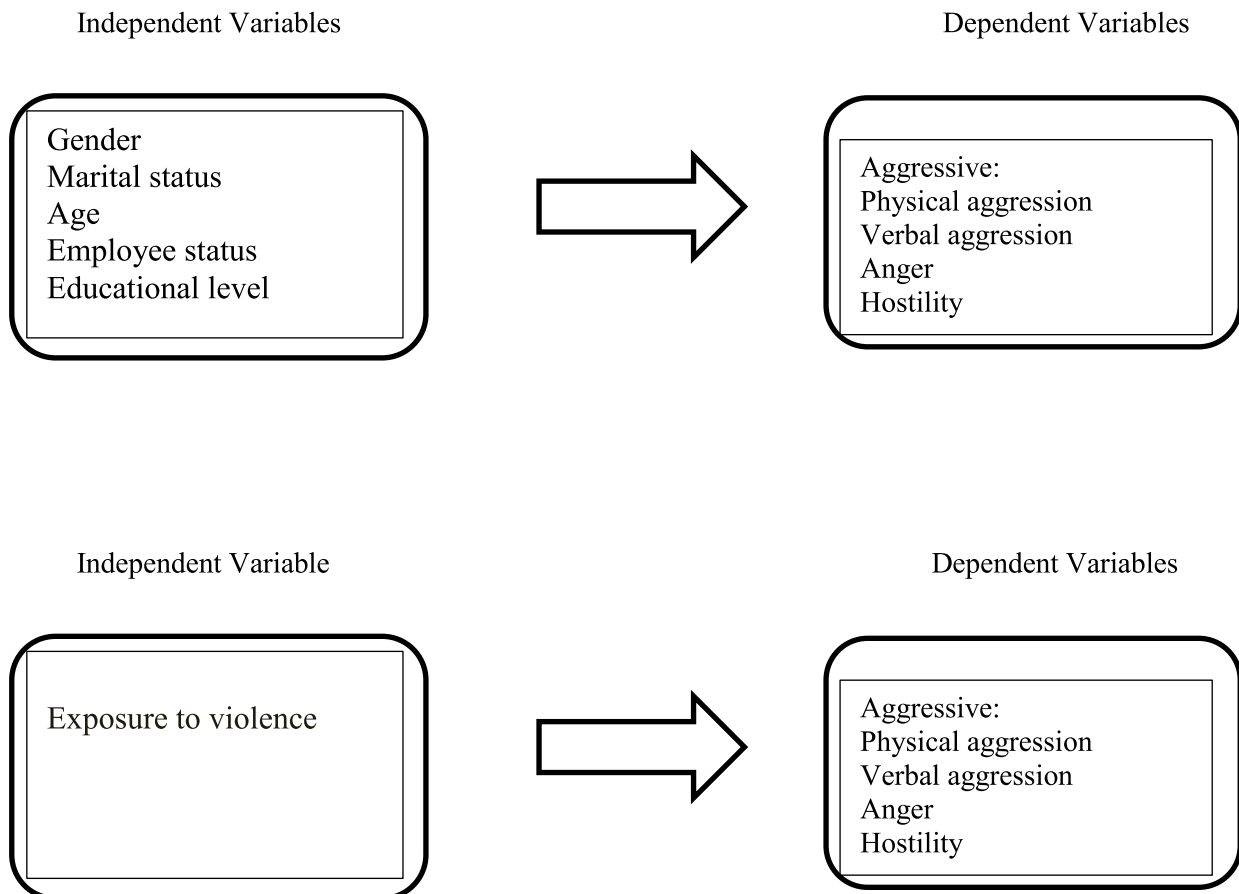 Independent Variables
Dependent Variables
Gender
Marital status
Age
Employee status
Educational level
Aggressive:
Physical aggression
Verbal aggression
Anger
Hostility
Independent Variable
Dependent Variables
Exposure to violence
Aggressive:
Physical aggression
Verbal aggression
Anger
Hostility